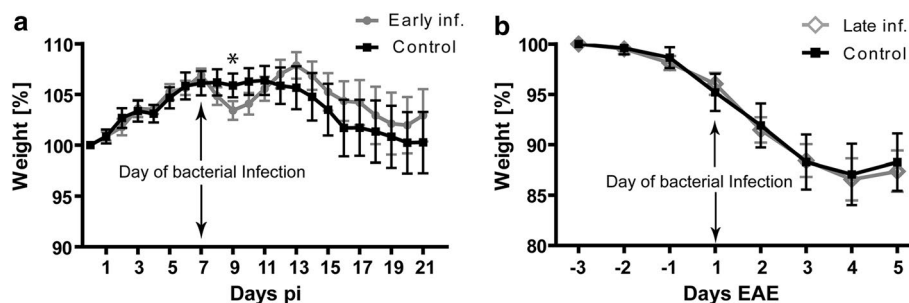 a
Early inf.
Control
110
105
100
95
90
Weight [%]
*
Day of bacterial Infection
1 3 5 7 9 11 13 15 17 19 21
Days pi
b
Late inf.
Control
100
95
90
85
80
Weight [%]
Day of bacterial Infection
-3 -2 -1 1 2 3 4 5
Days EAE